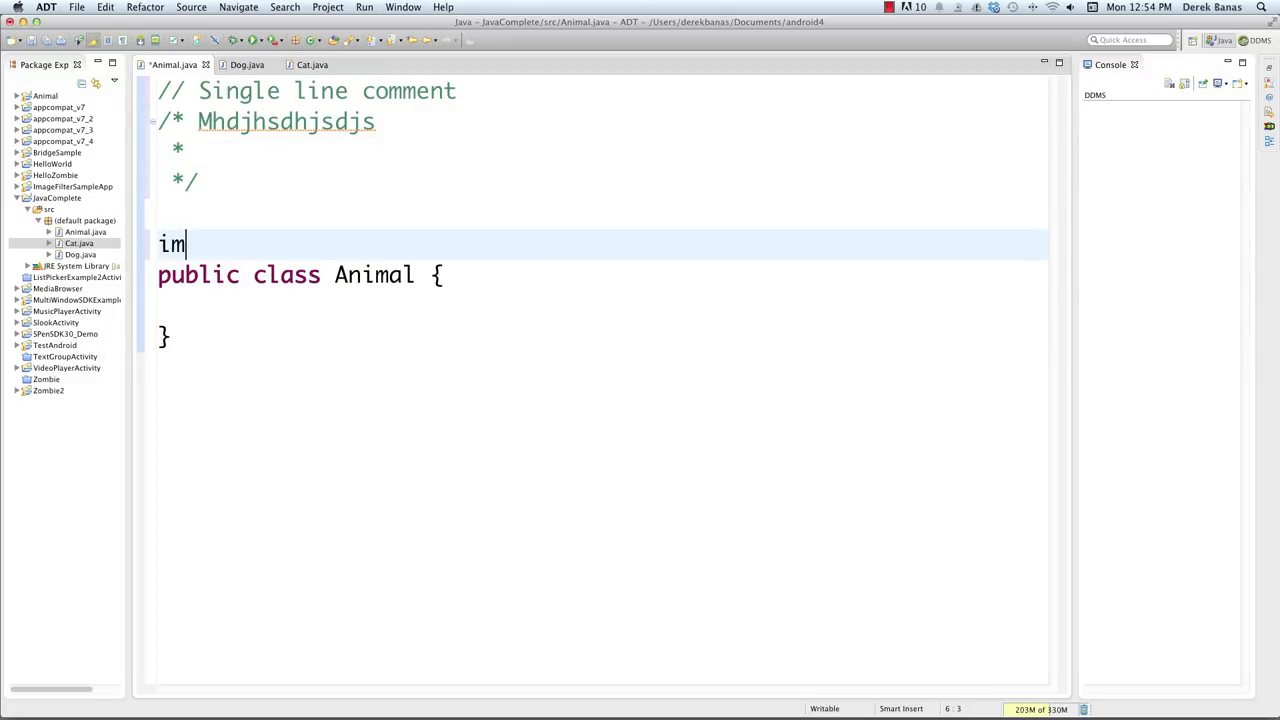 ADT File Edit Refactor Source Navigate Search Project Run Window Help
10 Mon 12:54 PM Derek Banas
Java – JavaComplete/src/Animal.java – ADT – /Users/derekbanas/Documents/android4
Quick Access Java DDMS
Package Exp
*Animal.java Dog.java Cat.java
Console
DDMS
Animal
appcompat_v7
appcompat_v7_2
appcompat_v7_3
appcompat_v7_4
BridgeSample
HelloWorld
HelloZombie
ImageFilterSampleApp
JavaComplete
src
(default package)
Animal.java
Cat.java
Dog.java
JRE System Library [Ja
ListPickerExample2Activi
MediaBrowser
MultiWindowSDKExample
MusicPlayerActivity
SlookActivity
SPenSDK30_Demo
TestAndroid
TextGroupActivity
VideoPlayerActivity
Zombie
Zombie2
// Single line comment
/* Mhdjhsdhjsdjs
*
*/
im
public class Animal {
}
Writable Smart Insert 6 : 3 203M of 330M